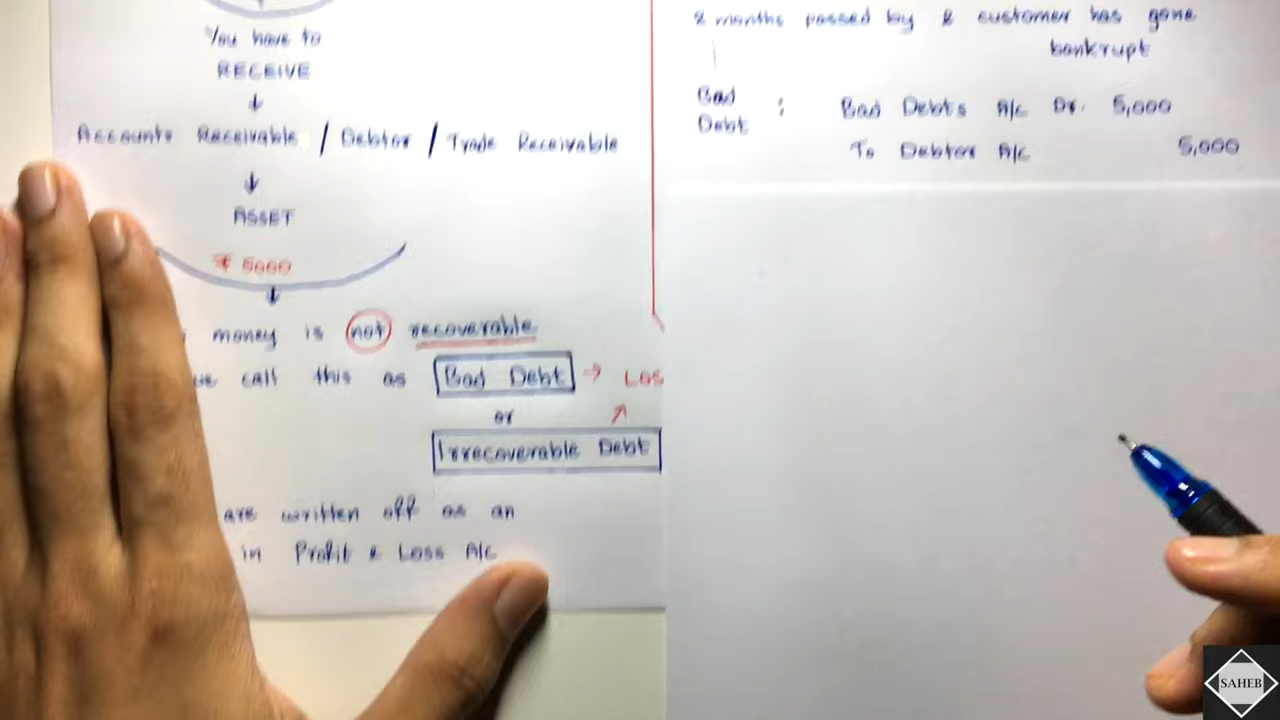 You have to
RECEIVE
Accounts Receivable / Debtor / Trade Receivable
ASSET
₹ 5000
money is not recoverable
we call this as Bad Debt → Los
or
Irrecoverable Debt
are written off as an
in Profit & Loss A/c
2 months passed by & customer has gone
bankrupt
Bad
Debt : Bad Debts A/c Dr. 5,000
To Debtor A/c 5,000
SAHEB